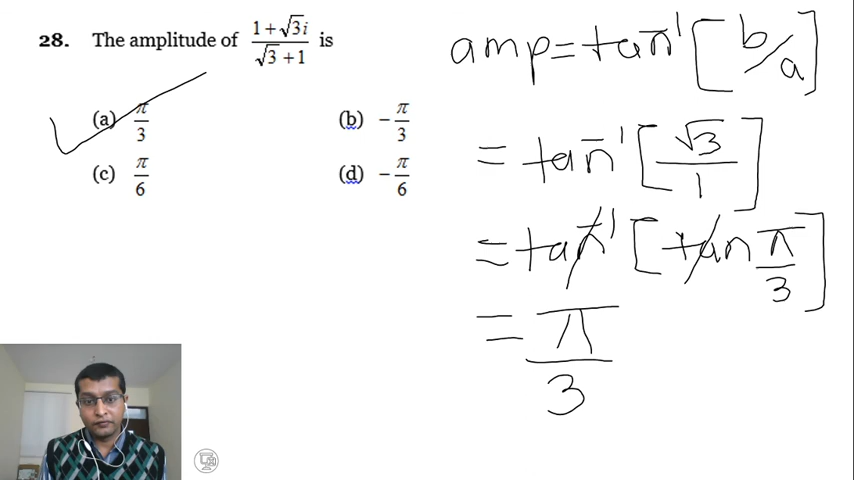 28. The amplitude of (1+√3i)/(√3+1) is
(a) π/3 (b) −π/3
(c) π/6 (d) −π/6
amp = tan⁻¹ [b/a]
= tan⁻¹ [√3/1]
= tan⁻¹ [tan π/3]
= π/3